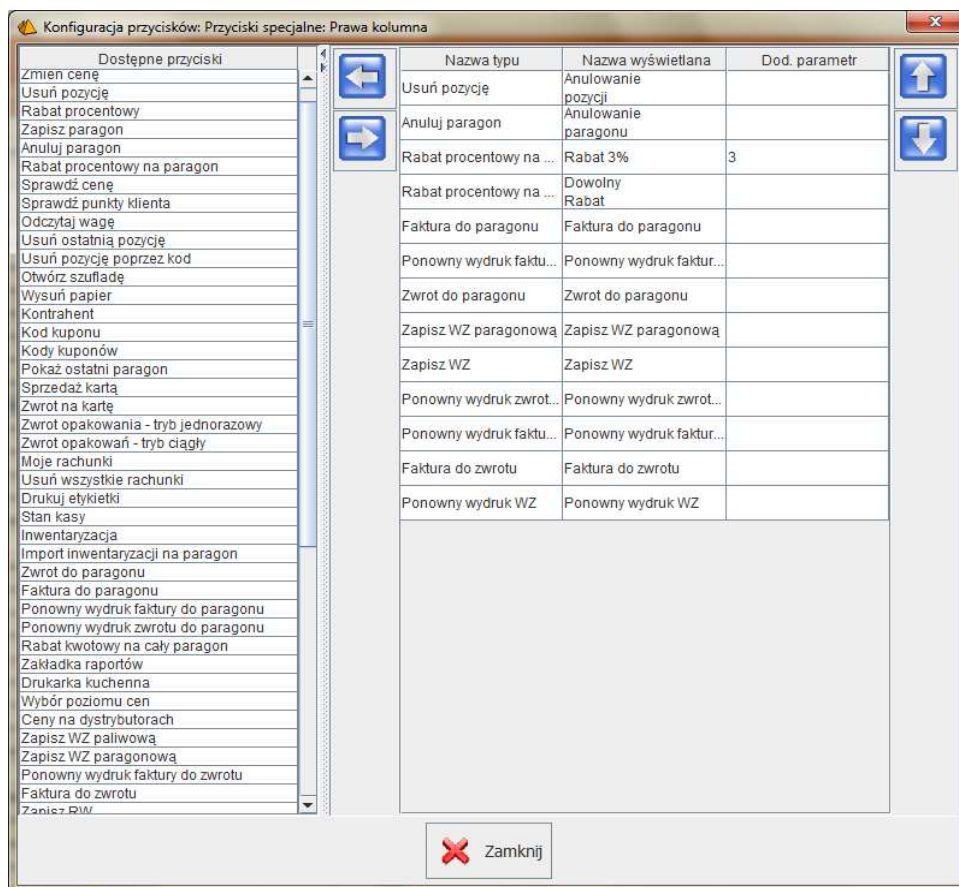 Konfiguracja przycisków: Przyciski specjalne: Prawa kolumna
Dostępne przyciski
Zmień cenę
Usuń pozycję
Rabat procentowy
Zapisz paragon
Anuluj paragon
Rabat procentowy na paragon
Sprawdź cenę
Sprawdź punkty klienta
Odczytaj wagę
Usuń ostatnią pozycję
Usuń pozycję poprzez kod
Otwórz szufladę
Wysuń papier
Kontrahent
Kod kuponu
Kody kuponów
Pokaż ostatni paragon
Sprzedaż kartą
Zwrot na kartę
Zwrot opakowania - tryb jednorazowy
Zwrot opakowań - tryb ciągły
Moje rachunki
Usuń wszystkie rachunki
Drukuj etykietki
Stan kasy
Inwentaryzacja
Import inwentaryzacji na paragon
Zwrot do paragonu
Faktura do paragonu
Ponowny wydruk faktury do paragonu
Ponowny wydruk zwrotu do paragonu
Rabat kwotowy na cały paragon
Zakładka raportów
Drukarka kuchenna
Wybór poziomu cen
Ceny na dystrybutorach
Zapisz WZ paliwową
Zapisz WZ paragonową
Ponowny wydruk faktury do zwrotu
Faktura do zwrotu
Zapisz RW
Nazwa typu Nazwa wyświetlana Dod. parametr
Usuń pozycję Anulowanie
pozycji
Anuluj paragon Anulowanie
paragonu
Rabat procentowy na ... Rabat 3% 3
Rabat procentowy na ... Dowolny
Rabat
Faktura do paragonu Faktura do paragonu
Ponowny wydruk faktu... Ponowny wydruk faktur...
Zwrot do paragonu Zwrot do paragonu
Zapisz WZ paragonową Zapisz WZ paragonową
Zapisz WZ Zapisz WZ
Ponowny wydruk zwrot... Ponowny wydruk zwrot...
Ponowny wydruk faktu... Ponowny wydruk faktur...
Faktura do zwrotu Faktura do zwrotu
Ponowny wydruk WZ Ponowny wydruk WZ
Zamknij